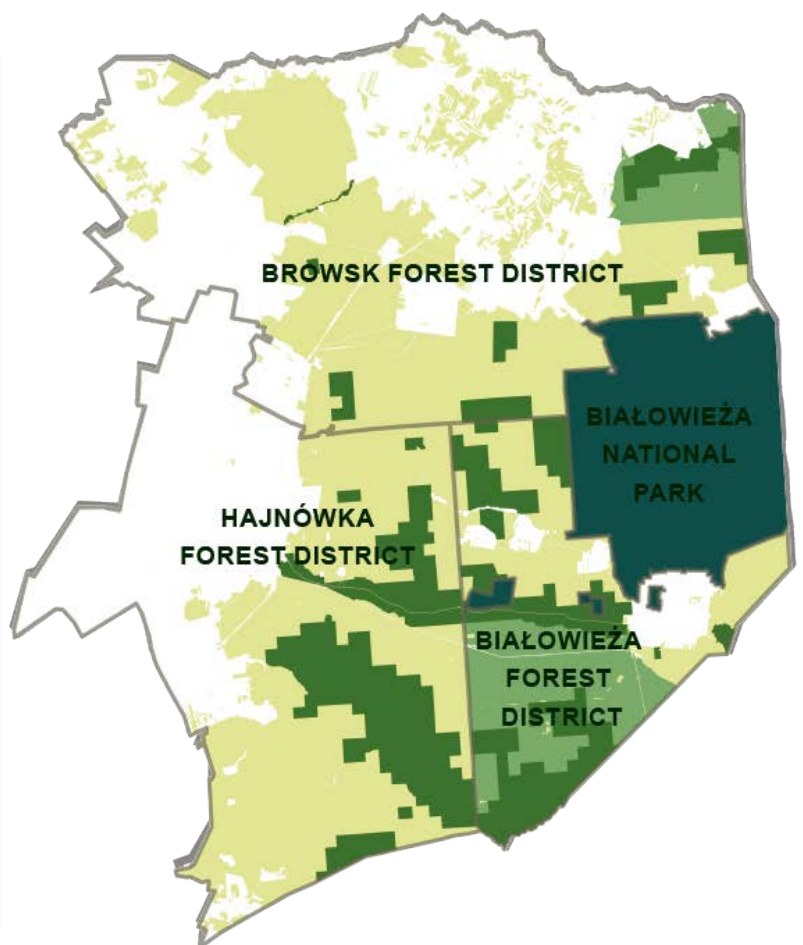 BROWSK FOREST DISTRICT
BIAŁOWIEŻA
NATIONAL
PARK
HAJNÓWKA
FOREST DISTRICT
BIAŁOWIEŻA
FOREST
DISTRICT